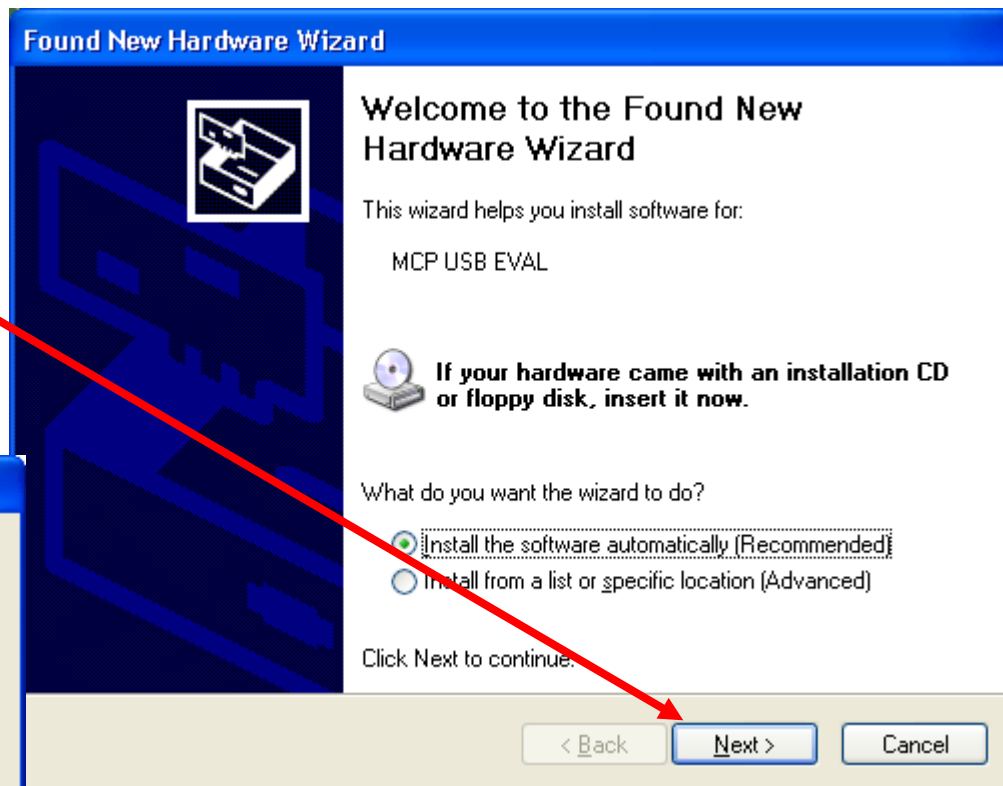 Found New Hardware Wizard
Welcome to the Found New
Hardware Wizard
This wizard helps you install software for:
MCP USB EVAL
If your hardware came with an installation CD
or floppy disk, insert it now.
What do you want the wizard to do?
Install the software automatically (Recommended)
Install from a list or specific location (Advanced)
Click Next to continue.
< Back
Next >
Cancel